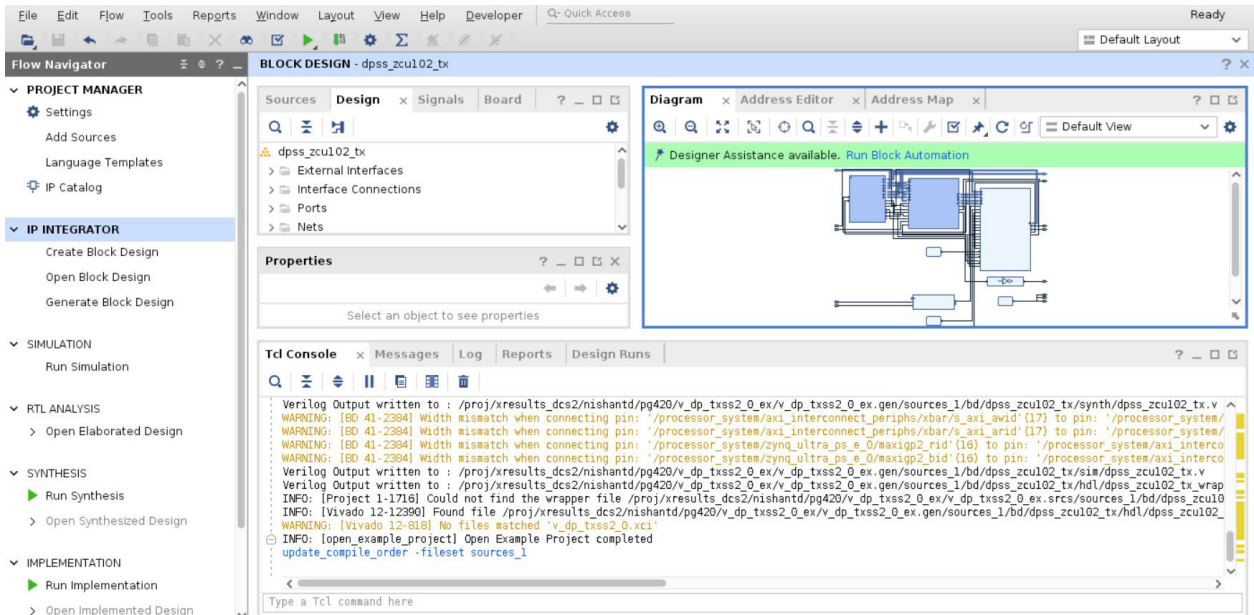 File Edit Flow Tools Reports Window Layout View Help Developer Quick Access Ready
Default Layout
Flow Navigator ? _
BLOCK DESIGN - dpss_zcu102_tx ? ×
PROJECT MANAGER
Settings
Add Sources
Language Templates
IP Catalog
IP INTEGRATOR
Create Block Design
Open Block Design
Generate Block Design
SIMULATION
Run Simulation
RTL ANALYSIS
Open Elaborated Design
SYNTHESIS
Run Synthesis
Open Synthesized Design
IMPLEMENTATION
Run Implementation
Open Implemented Design
Sources Design × Signals Board ? _
dpss_zcu102_tx
External Interfaces
Interface Connections
Ports
Nets
Properties ? _ ×
Select an object to see properties
Diagram × Address Editor × Address Map × ?
Default View
Designer Assistance available. Run Block Automation
Tcl Console × Messages Log Reports Design Runs ? _
Verilog Output written to : /proj/xresults_dcs2/nishantd/pg420/v_dp_txss2_0_ex/v_dp_txss2_0_ex.gen/sources_1/bd/dpss_zcu102_tx/synth/dpss_zcu102_tx.v
WARNING: [BD 41-2384] Width mismatch when connecting pin: '/processor_system/axi_interconnect_periphs/xbar/s_axi_awid'(17) to pin: '/processor_system/
WARNING: [BD 41-2384] Width mismatch when connecting pin: '/processor_system/axi_interconnect_periphs/xbar/s_axi_arid'(17) to pin: '/processor_system/
WARNING: [BD 41-2384] Width mismatch when connecting pin: '/processor_system/zynq_ultra_ps_e_0/maxigp2_rid'(16) to pin: '/processor_system/axi_interco
WARNING: [BD 41-2384] Width mismatch when connecting pin: '/processor_system/zynq_ultra_ps_e_0/maxigp2_bid'(16) to pin: '/processor_system/axi_interco
Verilog Output written to : /proj/xresults_dcs2/nishantd/pg420/v_dp_txss2_0_ex/v_dp_txss2_0_ex.gen/sources_1/bd/dpss_zcu102_tx/sim/dpss_zcu102_tx.v
Verilog Output written to : /proj/xresults_dcs2/nishantd/pg420/v_dp_txss2_0_ex/v_dp_txss2_0_ex.gen/sources_1/bd/dpss_zcu102_tx/hdl/dpss_zcu102_tx_wrap
INFO: [Project 1-1716] Could not find the wrapper file /proj/xresults_dcs2/nishantd/pg420/v_dp_txss2_0_ex/v_dp_txss2_0_ex.srcs/sources_1/bd/dpss_zcu10
INFO: [Vivado 12-12390] Found file /proj/xresults_dcs2/nishantd/pg420/v_dp_txss2_0_ex/v_dp_txss2_0_ex.gen/sources_1/bd/dpss_zcu102_tx/hdl/dpss_zcu102_
WARNING: [Vivado 12-818] No files matched 'v_dp_txss2_0.xci'
INFO: [open_example_project] Open Example Project completed
update_compile_order -fileset sources_1
Type a Tcl command here